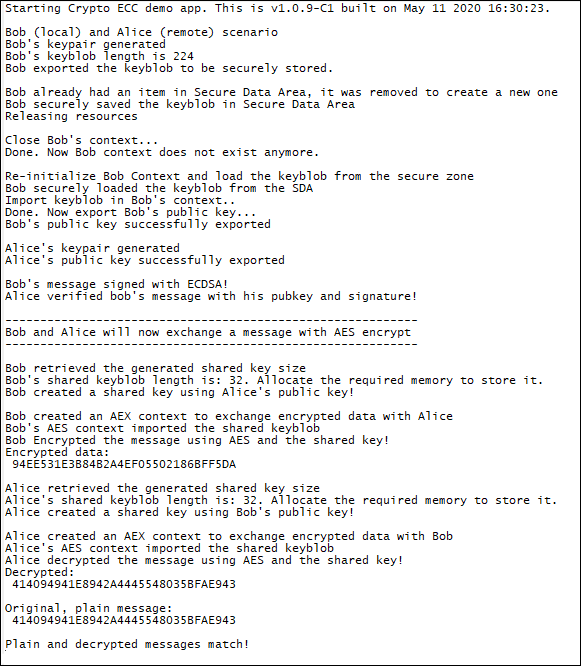 Starting Crypto ECC demo app. This is v1.0.9-C1 built on May 11 2020 16:30:23.
Bob (local) and Alice (remote) scenario
Bob's keypair generated
Bob's keyblob length is 224
Bob exported the keyblob to be securely stored.
Bob already had an item in Secure Data Area, it was removed to create a new one
Bob securely saved the keyblob in Secure Data Area
Releasing resources
Close Bob's context...
Done. Now Bob context does not exist anymore.
Re-initialize Bob Context and load the keyblob from the secure zone
Bob securely loaded the keyblob from the SDA
Import keyblob in Bob's context..
Done. Now export Bob's public key...
Bob's public key successfully exported
Alice's keypair generated
Alice's public key successfully exported
Bob's message signed with ECDSA!
Alice verified bob's message with his pubkey and signature!
-----------------------------------------------------------
Bob and Alice will now exchange a message with AES encrypt
-----------------------------------------------------------
Bob retrieved the generated shared key size
Bob's shared keyblob length is: 32. Allocate the required memory to store it.
Bob created a shared key using Alice's public key!
Bob created an AEX context to exchange encrypted data with Alice
Bob's AES context imported the shared keyblob
Bob Encrypted the message using AES and the shared key!
Encrypted data:
94EE531E3B84B2A4EF05502186BFF5DA
Alice retrieved the generated shared key size
Alice's shared keyblob length is: 32. Allocate the required memory to store it.
Alice created a shared key using Bob's public key!
Alice created an AEX context to exchange encrypted data with Bob
Alice's AES context imported the shared keyblob
Alice decrypted the message using AES and the shared key!
Decrypted:
414094941E8942A4445548035BFAE943
Original, plain message:
414094941E8942A4445548035BFAE943
Plain and decrypted messages match!